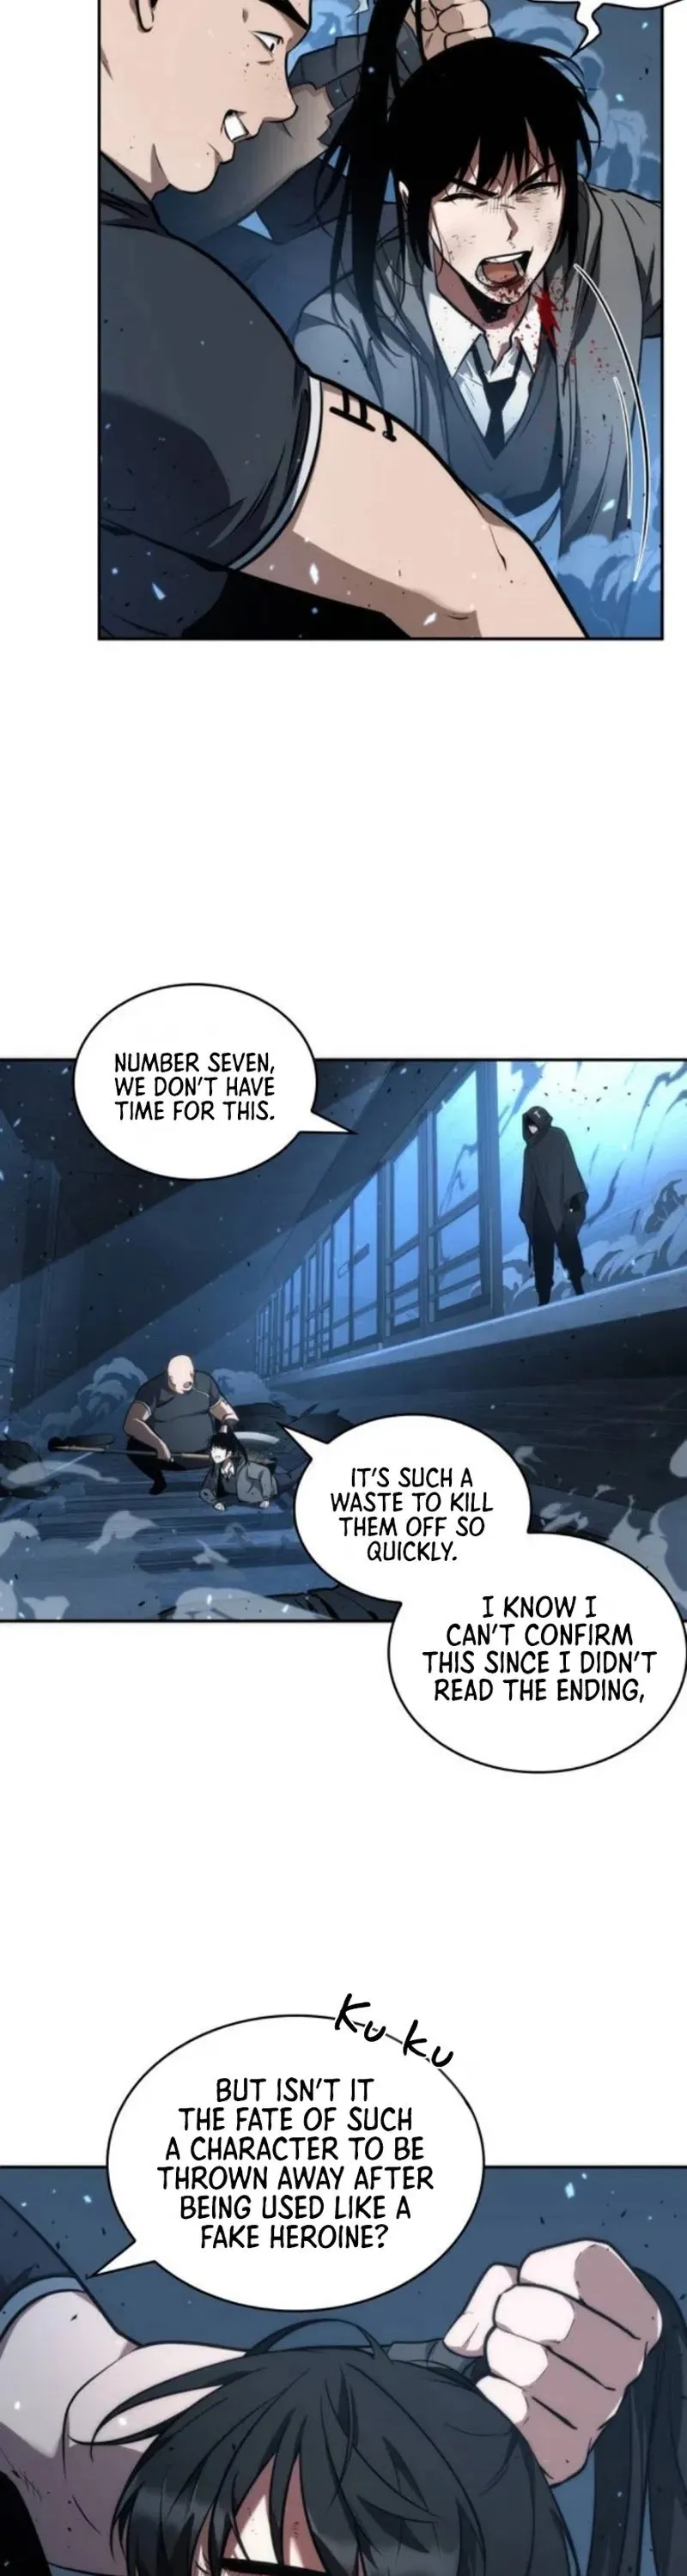 NUMBER SEVEN,
WE DON'T HAVE
TIME FOR THIS.
IT'S SUCH A
WASTE TO KILL
THEM OFF SO
QUICKLY.
I KNOW I
CAN'T CONFIRM
THIS SINCE I DIDN'T
READ THE ENDING,
KU KU
BUT ISN'T IT
THE FATE OF SUCH
A CHARACTER TO BE
THROWN AWAY AFTER
BEING USED LIKE A
FAKE HEROINE?